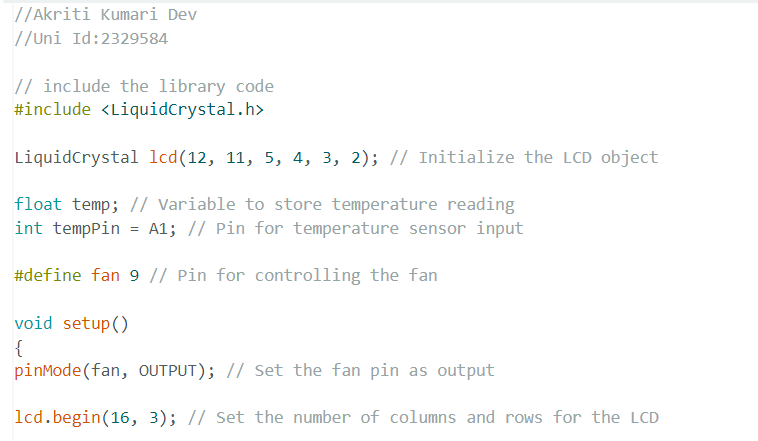 //Akriti Kumari Dev
//Uni Id:2329584
// include the library code
#include <LiquidCrystal.h>
LiquidCrystal lcd(12, 11, 5, 4, 3, 2); // Initialize the LCD object
float temp; // Variable to store temperature reading
int tempPin = A1; // Pin for temperature sensor input
#define fan 9 // Pin for controlling the fan
void setup()
{
pinMode(fan, OUTPUT); // Set the fan pin as output
lcd.begin(16, 3); // Set the number of columns and rows for the LCD